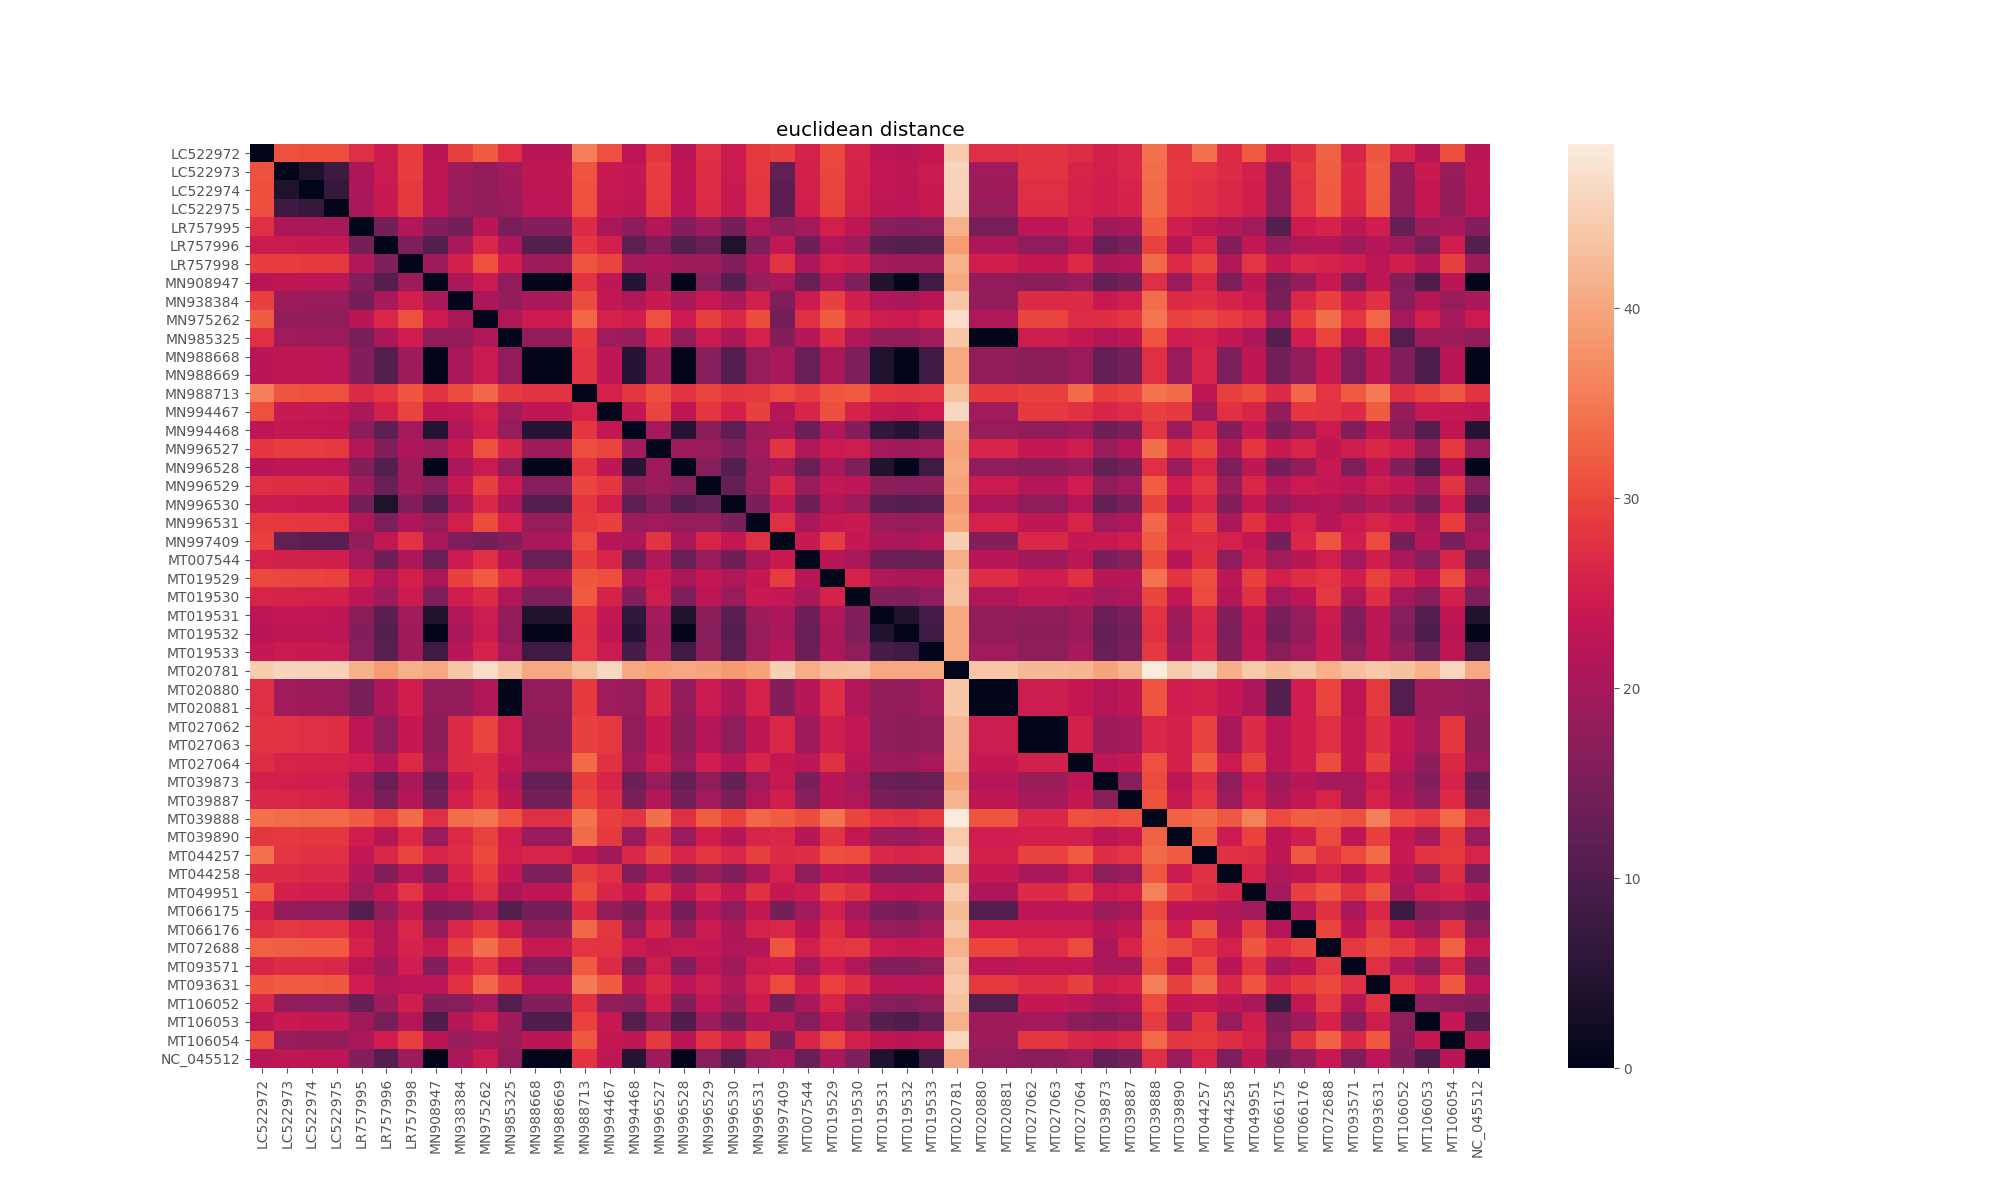 euclidean distance
LC522972
LC522973
LC522974
LC522975
LR757995
LR757996
LR757998
MN908947
MN938384
MN975262
MN985325
MN988668
MN988669
MN988713
MN994467
MN994468
MN996527
MN996528
MN996529
MN996530
MN996531
MN997409
MT007544
MT019529
MT019530
MT019531
MT019532
MT019533
MT020781
MT020880
MT020881
MT027062
MT027063
MT027064
MT039873
MT039887
MT039888
MT039890
MT044257
MT044258
MT049951
MT066175
MT066176
MT072688
MT093571
MT093631
MT106052
MT106053
MT106054
NC_045512
LC522972
LC522973
LC522974
LC522975
LR757995
LR757996
LR757998
MN908947
MN938384
MN975262
MN985325
MN988668
MN988669
MN988713
MN994467
MN994468
MN996527
MN996528
MN996529
MN996530
MN996531
MN997409
MT007544
MT019529
MT019530
MT019531
MT019532
MT019533
MT020781
MT020880
MT020881
MT027062
MT027063
MT027064
MT039873
MT039887
MT039888
MT039890
MT044257
MT044258
MT049951
MT066175
MT066176
MT072688
MT093571
MT093631
MT106052
MT106053
MT106054
NC_045512
40
30
20
10
0